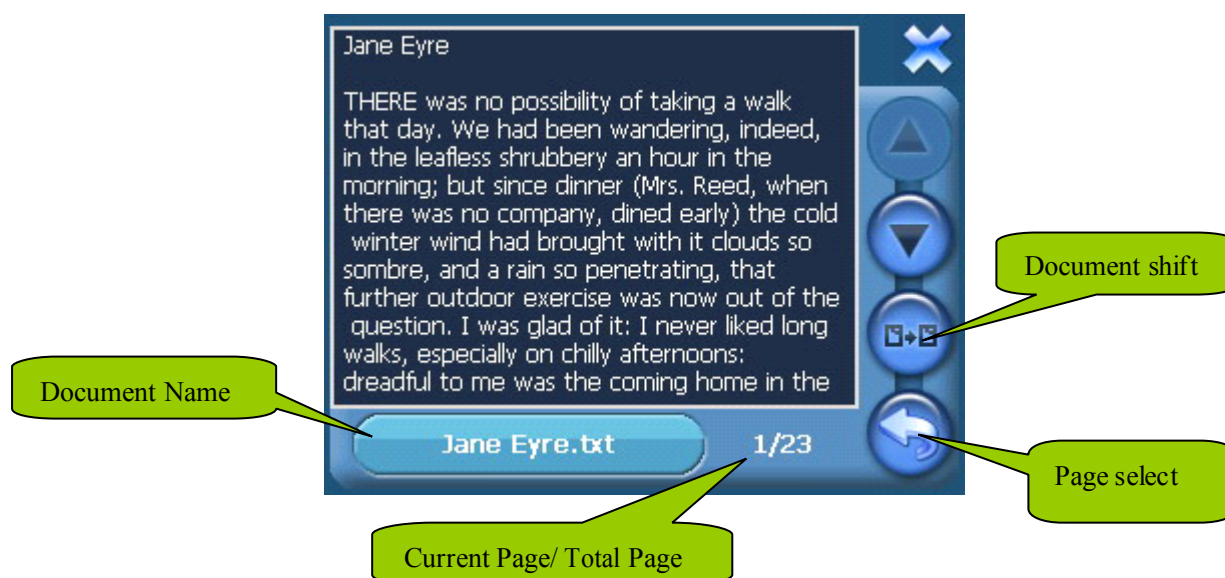 Jane Eyre
THERE was no possibility of taking a walk
that day. We had been wandering, indeed,
in the leafless shrubbery an hour in the
morning; but since dinner (Mrs. Reed, when
there was no company, dined early) the cold
winter wind had brought with it clouds so
sombre, and a rain so penetrating, that
further outdoor exercise was now out of the
question. I was glad of it: I never liked long
walks, especially on chilly afternoons:
dreadful to me was the coming home in the
Document shift
Document Name
Jane Eyre.txt
1/23
Page select
Current Page/ Total Page